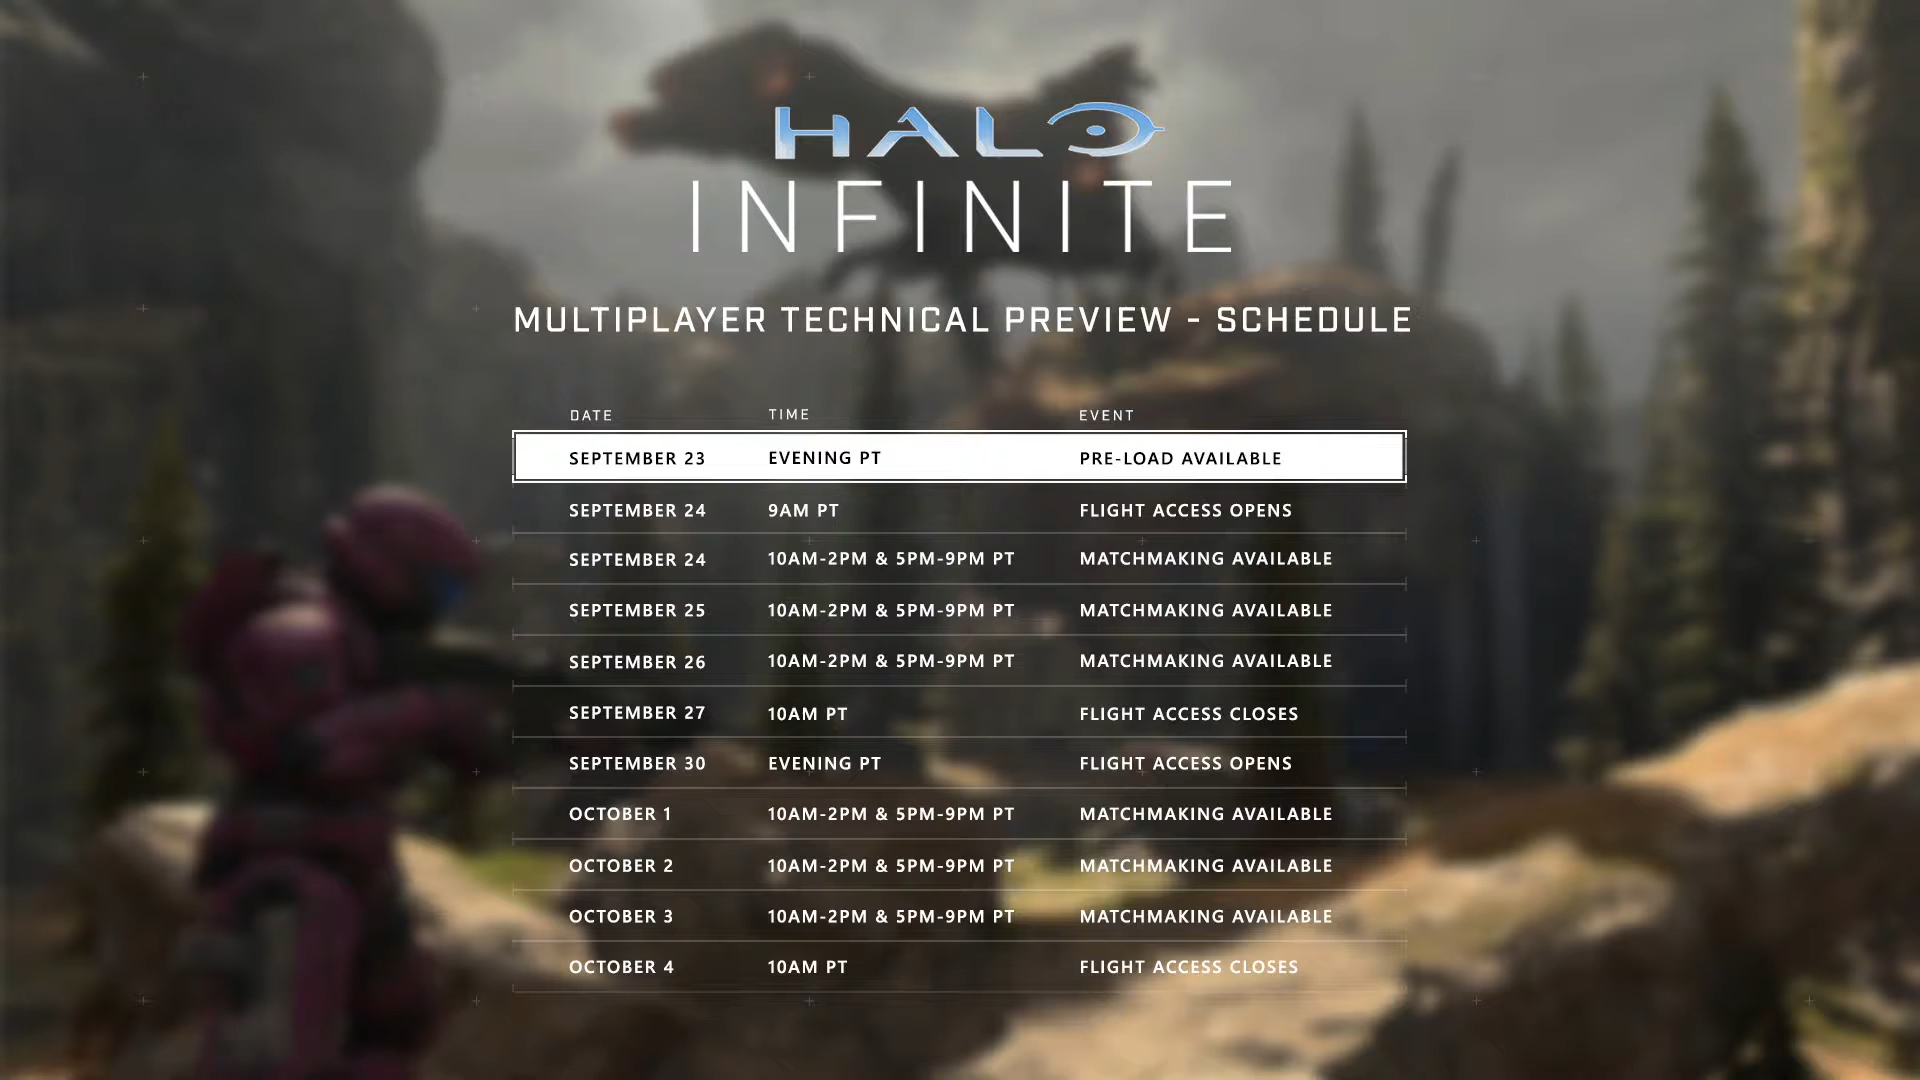 HALO
INFINITE
MULTIPLAYER TECHNICAL PREVIEW - SCHEDULE
DATE TIME EVENT
SEPTEMBER 23 EVENING PT PRE-LOAD AVAILABLE
SEPTEMBER 24 9AM PT FLIGHT ACCESS OPENS
SEPTEMBER 24 10AM-2PM & 5PM-9PM PT MATCHMAKING AVAILABLE
SEPTEMBER 25 10AM-2PM & 5PM-9PM PT MATCHMAKING AVAILABLE
SEPTEMBER 26 10AM-2PM & 5PM-9PM PT MATCHMAKING AVAILABLE
SEPTEMBER 27 10AM PT FLIGHT ACCESS CLOSES
SEPTEMBER 30 EVENING PT FLIGHT ACCESS OPENS
OCTOBER 1 10AM-2PM & 5PM-9PM PT MATCHMAKING AVAILABLE
OCTOBER 2 10AM-2PM & 5PM-9PM PT MATCHMAKING AVAILABLE
OCTOBER 3 10AM-2PM & 5PM-9PM PT MATCHMAKING AVAILABLE
OCTOBER 4 10AM PT FLIGHT ACCESS CLOSES